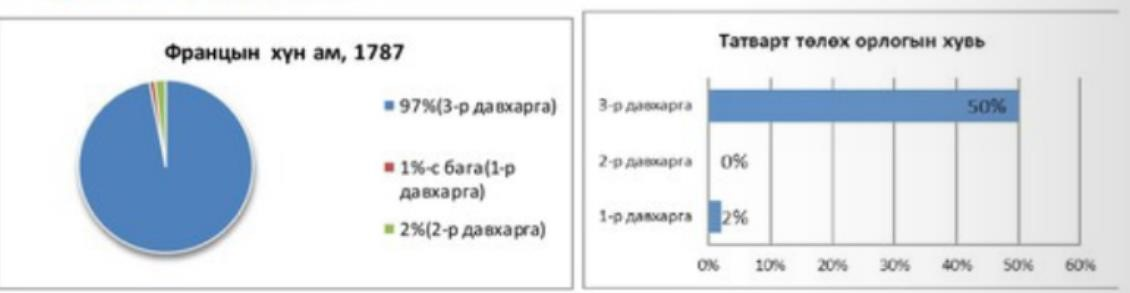 Францын хүн ам, 1787
97%(3-р давхарга)
1%-с бага(1-р
давхарга)
2%(2-р давхарга)
Татварт төлөх орлогын хувь
3-р давхарга
50%
2-р давхарга
0%
1-р давхарга
2%
0% 10% 20% 30% 40% 50% 60%